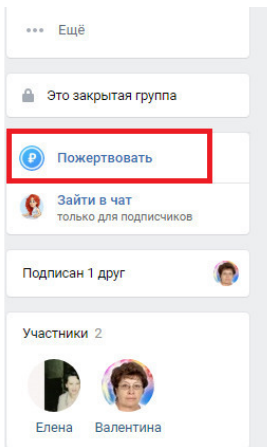 Ещё
Это закрытая группа
Пожертвовать
Зайти в чат
только для подписчиков
Подписан 1 друг
Участники 2
Елена Валентина